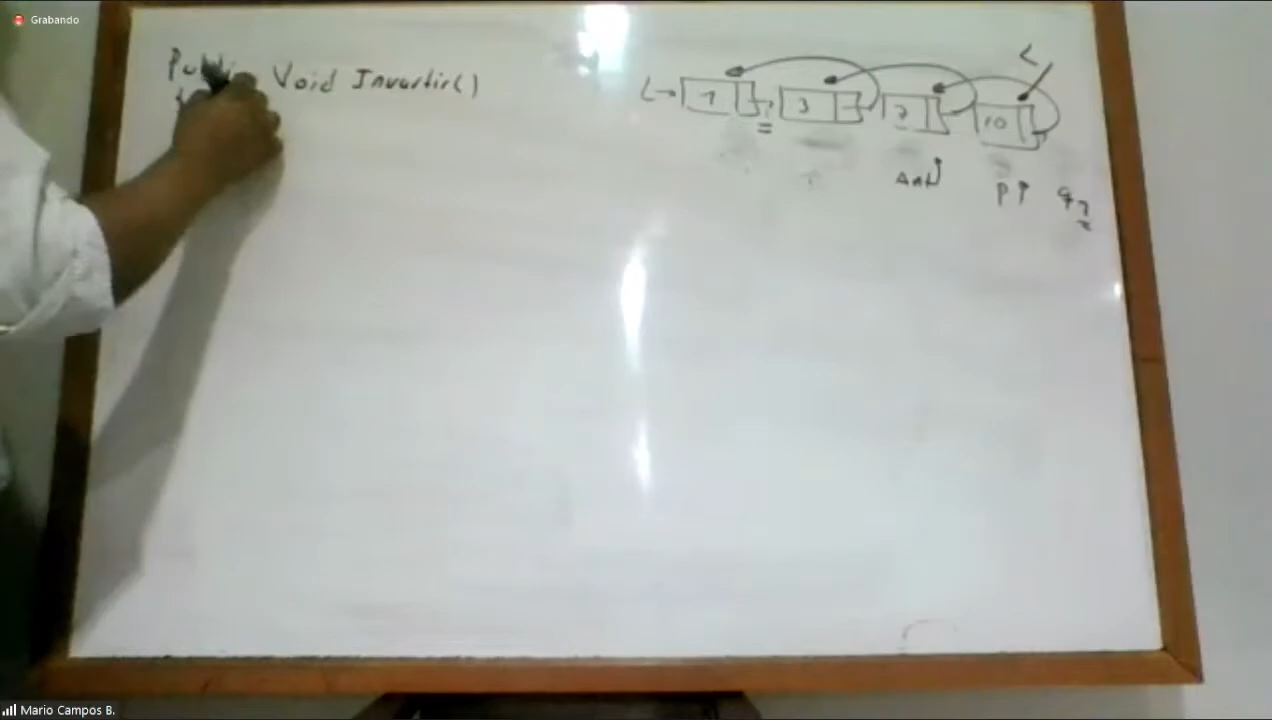 Grabando
Public Void Invertir()
L
L → 7 3 7 10
Ant
P P
q
Mario Campos B.